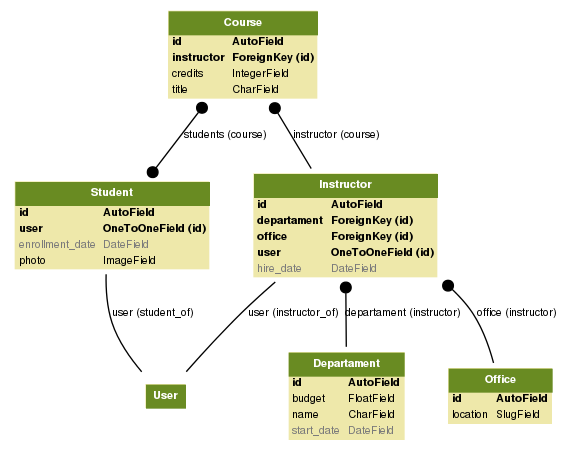 Course
id AutoField
instructor ForeignKey (id)
credits IntegerField
title CharField
students (course)
instructor (course)
Student
id AutoField
user OneToOneField (id)
enrollment_date DateField
photo ImageField
Instructor
id AutoField
departament ForeignKey (id)
office ForeignKey (id)
user OneToOneField (id)
hire_date DateField
user (student_of)
user (instructor_of)
departament (instructor)
office (instructor)
User
Departament
id AutoField
budget FloatField
name CharField
start_date DateField
Office
id AutoField
location SlugField